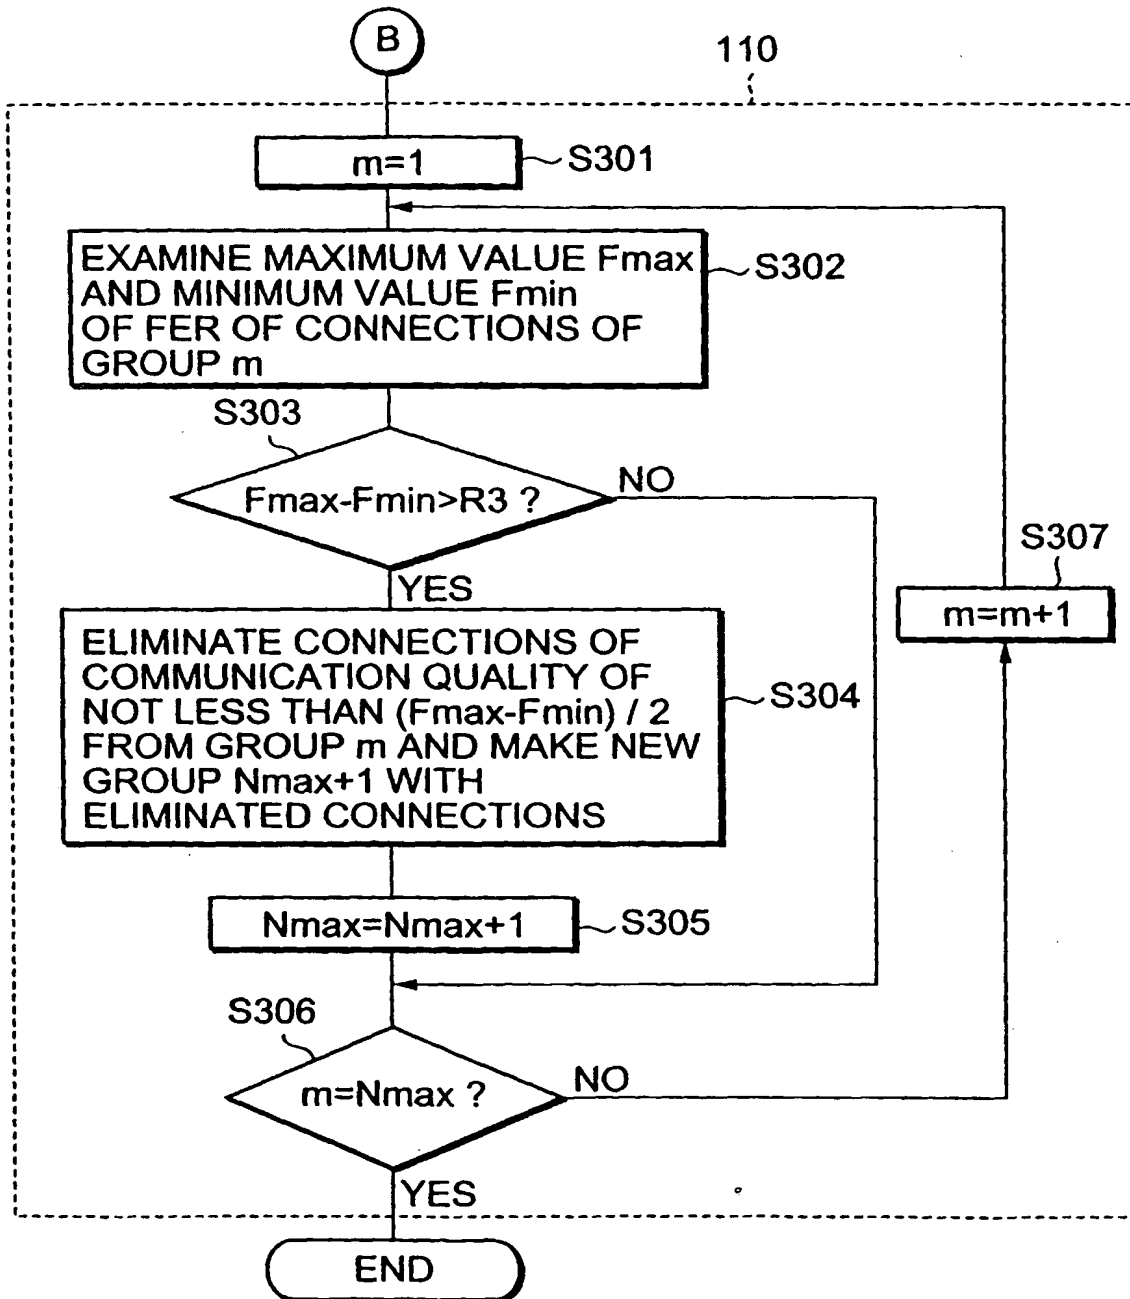 B
110
m=1
S301
EXAMINE MAXIMUM VALUE Fmax
AND MINIMUM VALUE Fmin
OF FER OF CONNECTIONS OF
GROUP m
S302
S303
Fmax-Fmin>R3 ?
NO
YES
S307
m=m+1
ELIMINATE CONNECTIONS OF
COMMUNICATION QUALITY OF
NOT LESS THAN (Fmax-Fmin) / 2
FROM GROUP m AND MAKE NEW
GROUP Nmax+1 WITH
ELIMINATED CONNECTIONS
S304
Nmax=Nmax+1
S305
S306
m=Nmax ?
NO
YES
END